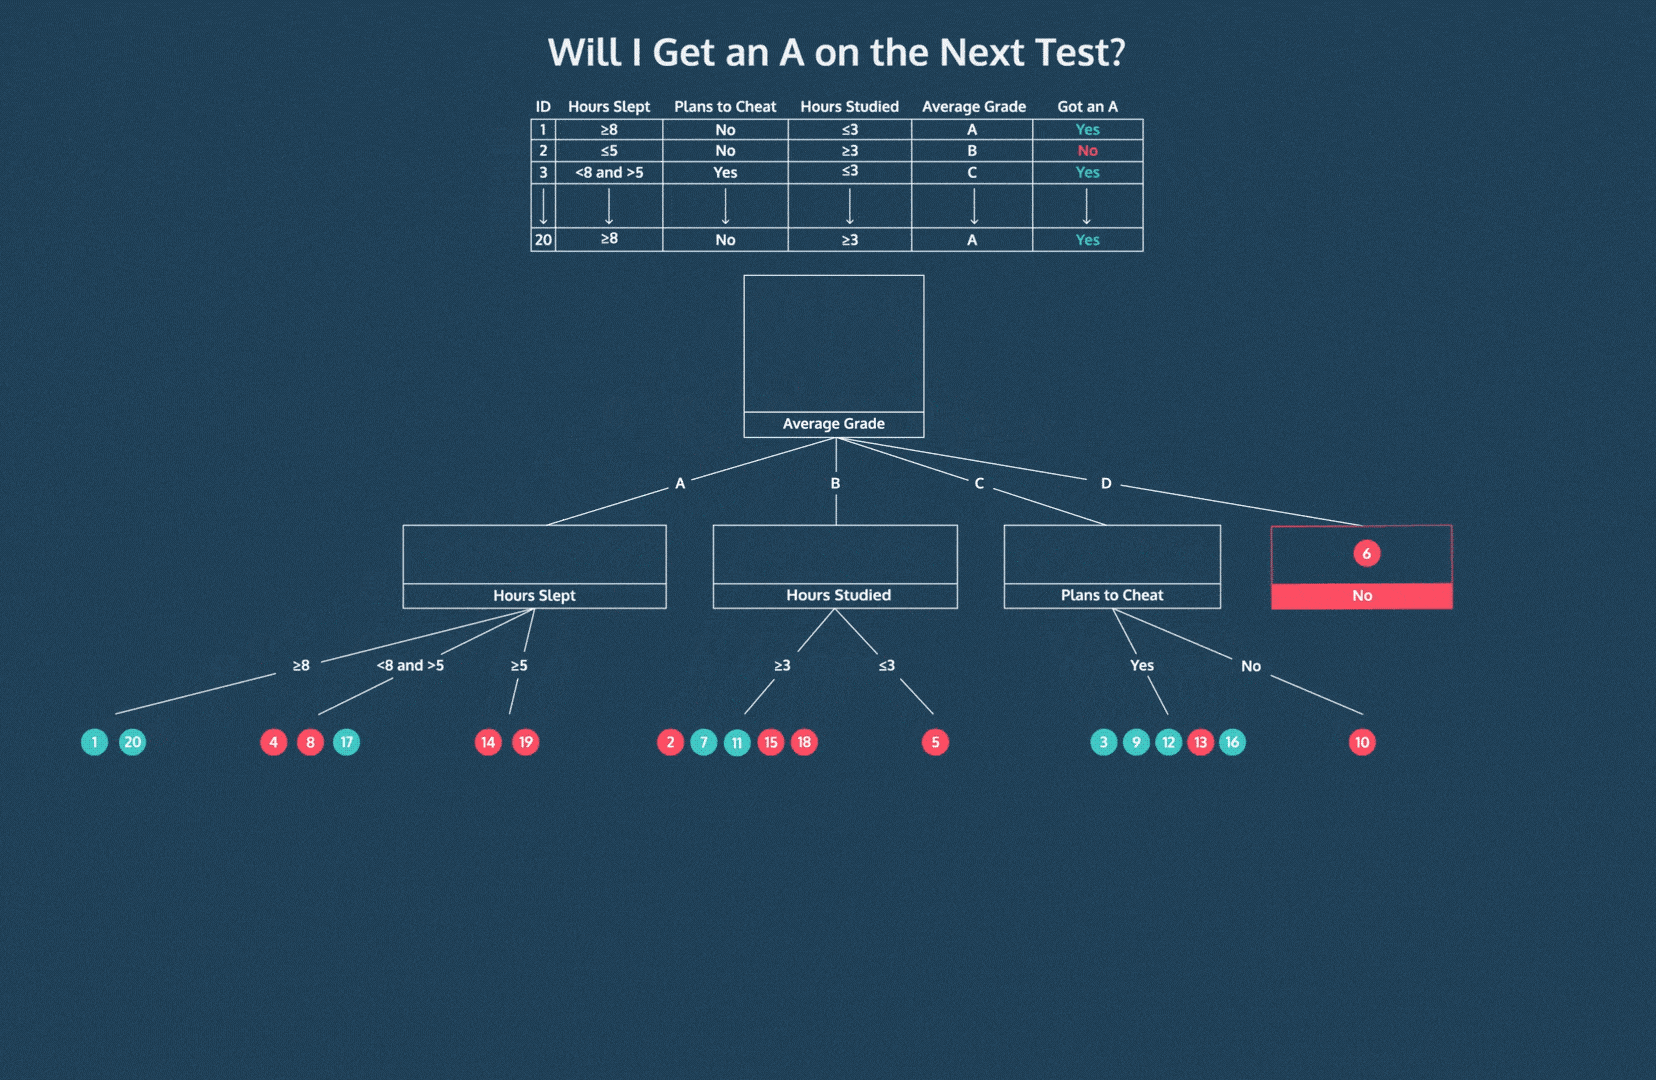 Will I Get an A on the Next Test?
ID Hours Slept Plans to Cheat Hours Studied Average Grade Got an A
1 ≥8 No ≤3 A Yes
2 ≤5 No ≥3 B No
3 <8 and >5 Yes ≤3 C Yes
20 ≥8 No ≥3 A Yes
Average Grade
A B C D
6
Hours Slept Hours Studied Plans to Cheat No
≥8 <8 and >5 ≥5 ≥3 ≤3 Yes No
1 20 4 8 17 14 19 2 7 11 15 18 5 3 9 12 13 16 10